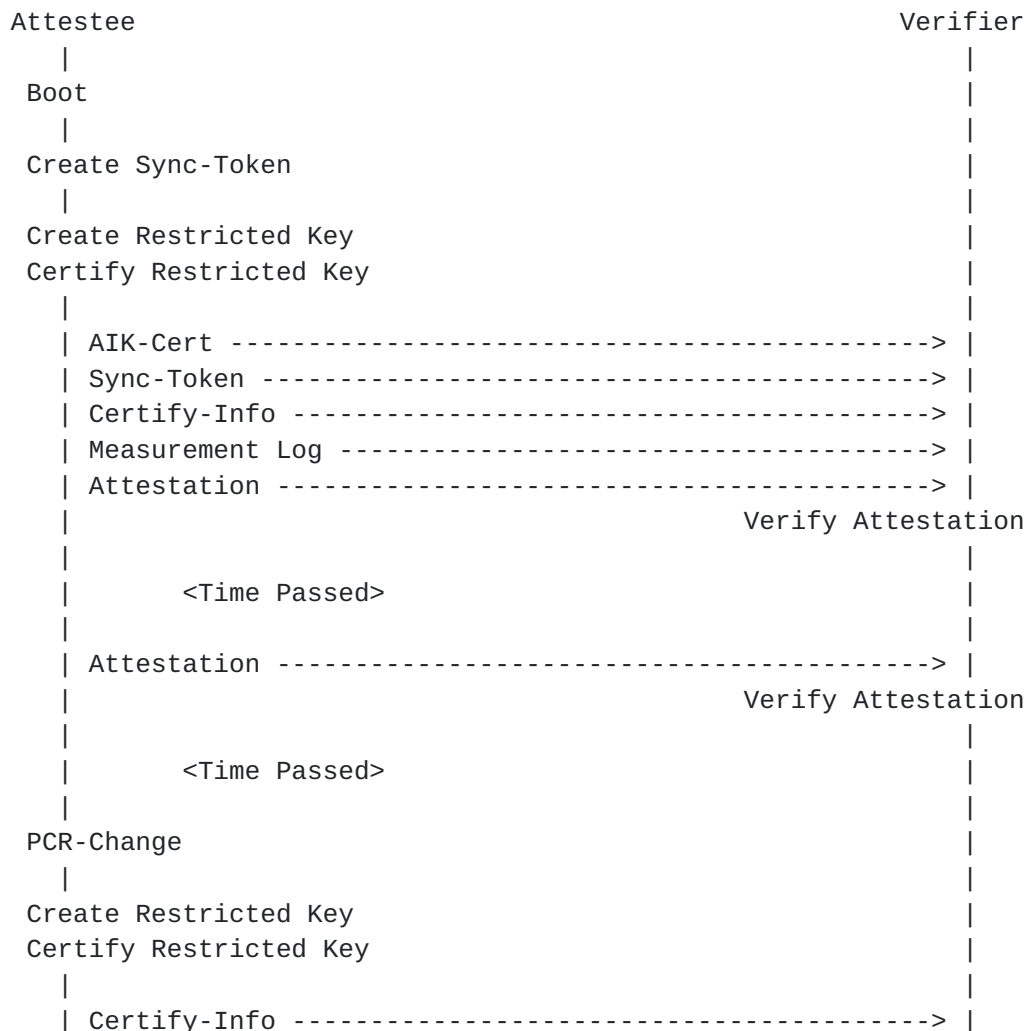 Attestee                                                 Verifier
   |                                                          |
 Boot                                                         |
   |                                                          |
 Create Sync-Token                                            |
   |                                                          |
 Create Restricted Key                                        |
 Certify Restricted Key                                       |
   |                                                          |
   | AIK-Cert ---------------------------------------------> |
   | Sync-Token -------------------------------------------> |
   | Certify-Info -----------------------------------------> |
   | Measurement Log --------------------------------------> |
   | Attestation ------------------------------------------> |
   |                                           Verify Attestation
   |                                                          |
   |       <Time Passed>                                      |
   |                                                          |
   | Attestation ------------------------------------------> |
   |                                           Verify Attestation
   |                                                          |
   |       <Time Passed>                                      |
   |                                                          |
 PCR-Change                                                   |
   |                                                          |
 Create Restricted Key                                        |
 Certify Restricted Key                                       |
   |                                                          |
   | Certify-Info -----------------------------------------> |